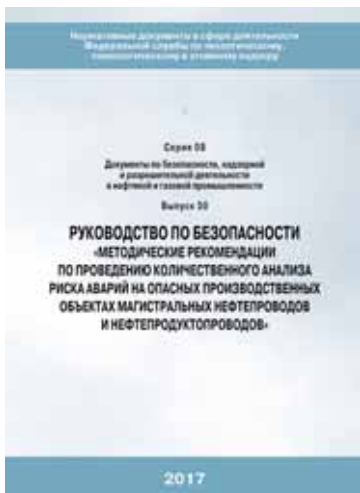 Нормативные документы в сфере деятельности
Федеральной службы по экологическому,
технологическому и атомному надзору
Серия 08
Документы по безопасности, надзорной
и разрешительной деятельности
в нефтяной и газовой промышленности
Выпуск 30
РУКОВОДСТВО ПО БЕЗОПАСНОСТИ
«МЕТОДИЧЕСКИЕ РЕКОМЕНДАЦИИ
ПО ПРОВЕДЕНИЮ КОЛИЧЕСТВЕННОГО АНАЛИЗА
РИСКА АВАРИЙ НА ОПАСНЫХ ПРОИЗВОДСТВЕННЫХ
ОБЪЕКТАХ МАГИСТРАЛЬНЫХ НЕФТЕПРОВОДОВ
И НЕФТЕПРОДУКТОПРОВОДОВ»
2017